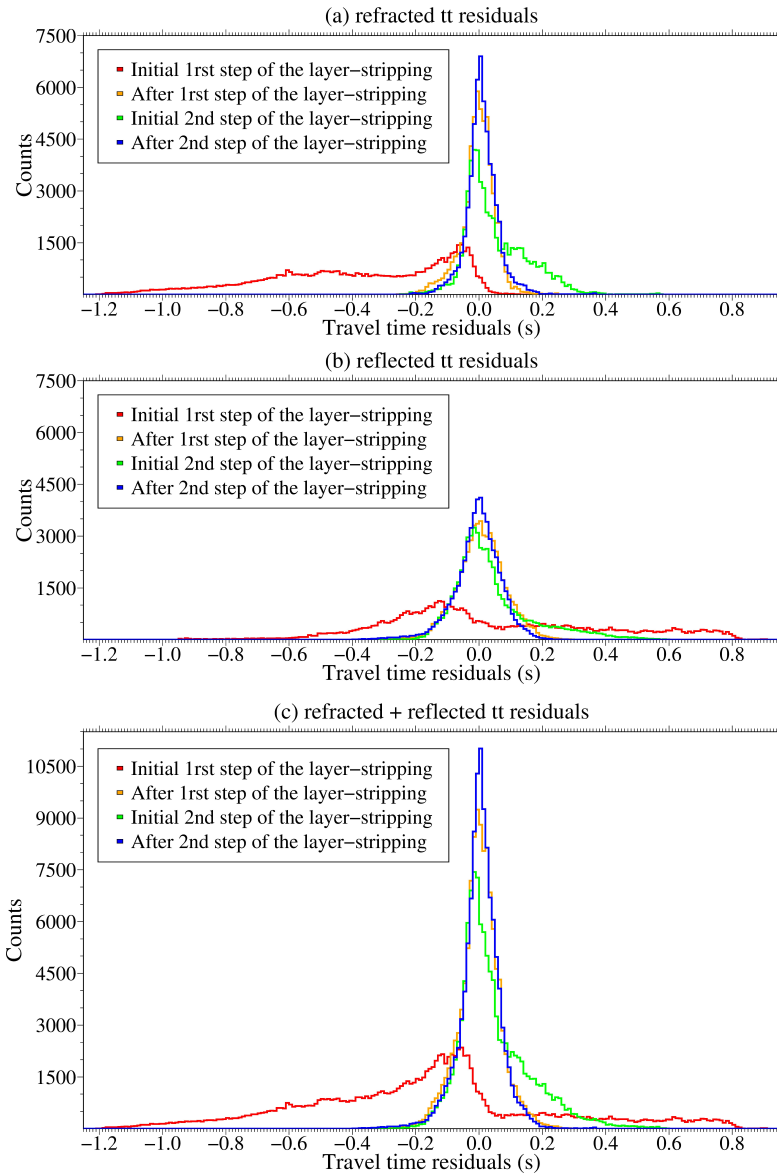 (a) refracted tt residuals
7500
6000
4500
3000
1500
Counts
Initial 1rst step of the layer−stripping
After 1rst step of the layer−stripping
Initial 2nd step of the layer−stripping
After 2nd step of the layer−stripping
−1.2 −1.0 −0.8 −0.6 −0.4 −0.2 0.0 0.2 0.4 0.6 0.8
Travel time residuals (s)
(b) reflected tt residuals
7500
6000
4500
3000
1500
Counts
Initial 1rst step of the layer−stripping
After 1rst step of the layer−stripping
Initial 2nd step of the layer−stripping
After 2nd step of the layer−stripping
−1.2 −1.0 −0.8 −0.6 −0.4 −0.2 0.0 0.2 0.4 0.6 0.8
Travel time residuals (s)
(c) refracted + reflected tt residuals
10500
9000
7500
6000
4500
3000
1500
Counts
Initial 1rst step of the layer−stripping
After 1rst step of the layer−stripping
Initial 2nd step of the layer−stripping
After 2nd step of the layer−stripping
−1.2 −1.0 −0.8 −0.6 −0.4 −0.2 0.0 0.2 0.4 0.6 0.8
Travel time residuals (s)